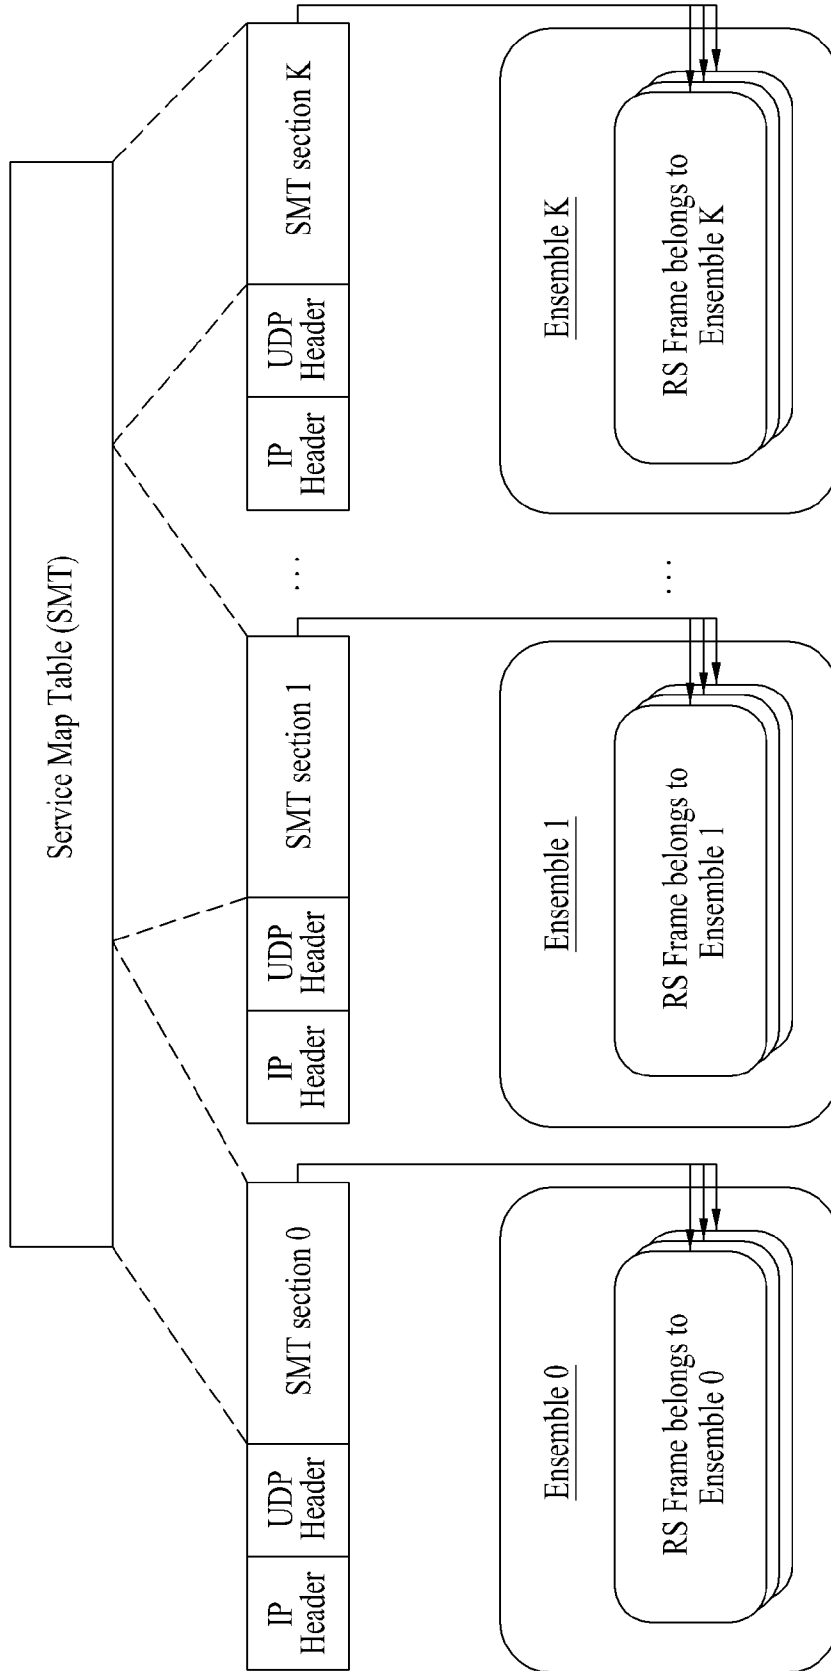 Service Map Table (SMT)
IP
Header
UDP
Header
SMT section 0
IP
Header
UDP
Header
SMT section 1
...
IP
Header
UDP
Header
SMT section K
Ensemble 0
RS Frame belongs to
Ensemble 0
Ensemble 1
RS Frame belongs to
Ensemble 1
...
Ensemble K
RS Frame belongs to
Ensemble K